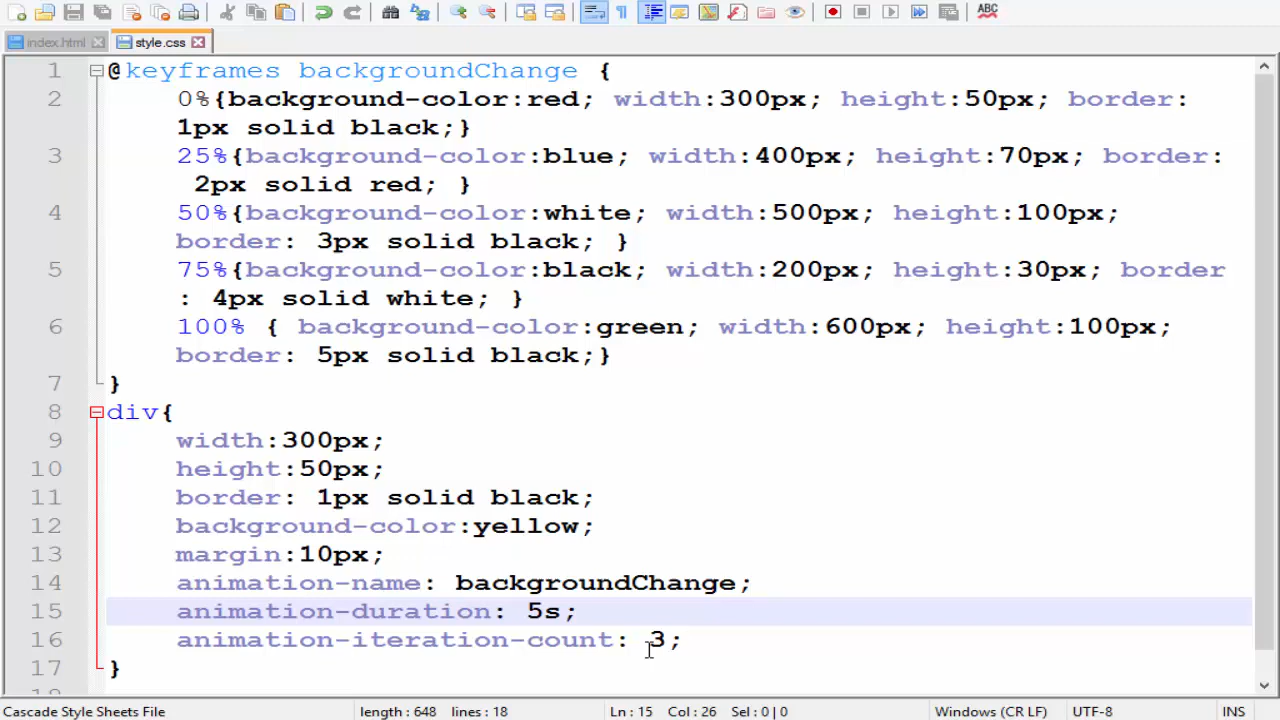 ABC
index.html style.css
1 @keyframes backgroundChange {
2 0%{background-color:red; width:300px; height:50px; border:
1px solid black;}
3 25%{background-color:blue; width:400px; height:70px; border:
2px solid red; }
4 50%{background-color:white; width:500px; height:100px;
border: 3px solid black; }
5 75%{background-color:black; width:200px; height:30px; border
: 4px solid white; }
6 100% { background-color:green; width:600px; height:100px;
border: 5px solid black;}
7 }
8 div{
9 width:300px;
10 height:50px;
11 border: 1px solid black;
12 background-color:yellow;
13 margin:10px;
14 animation-name: backgroundChange;
15 animation-duration: 5s;
16 animation-iteration-count: 3;
17 }
Cascade Style Sheets File length : 648 lines : 18 Ln : 15 Col : 26 Sel : 0 | 0 Windows (CR LF) UTF-8 INS